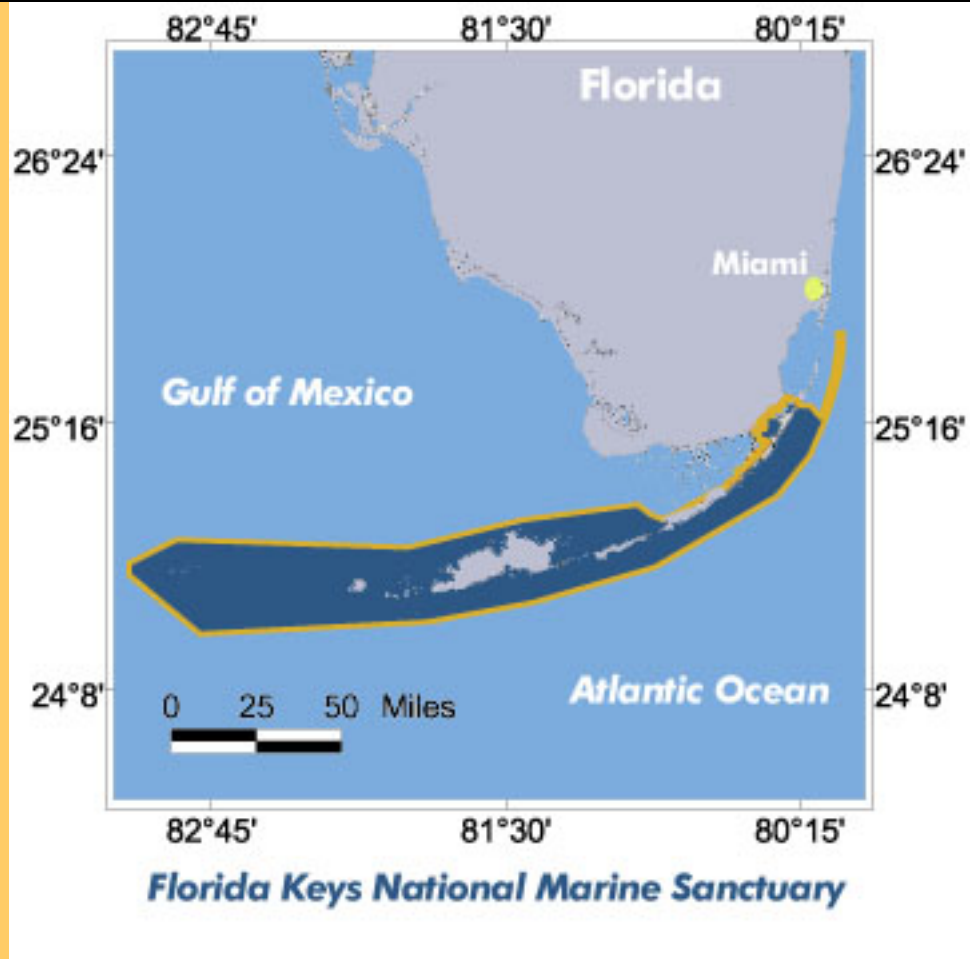 82°45' 81°30' 80°15'
Florida
26°24' 26°24'
Miami
Gulf of Mexico
25°16' 25°16'
24°8' Atlantic Ocean 24°8'
0 25 50 Miles
82°45' 81°30' 80°15'
Florida Keys National Marine Sanctuary